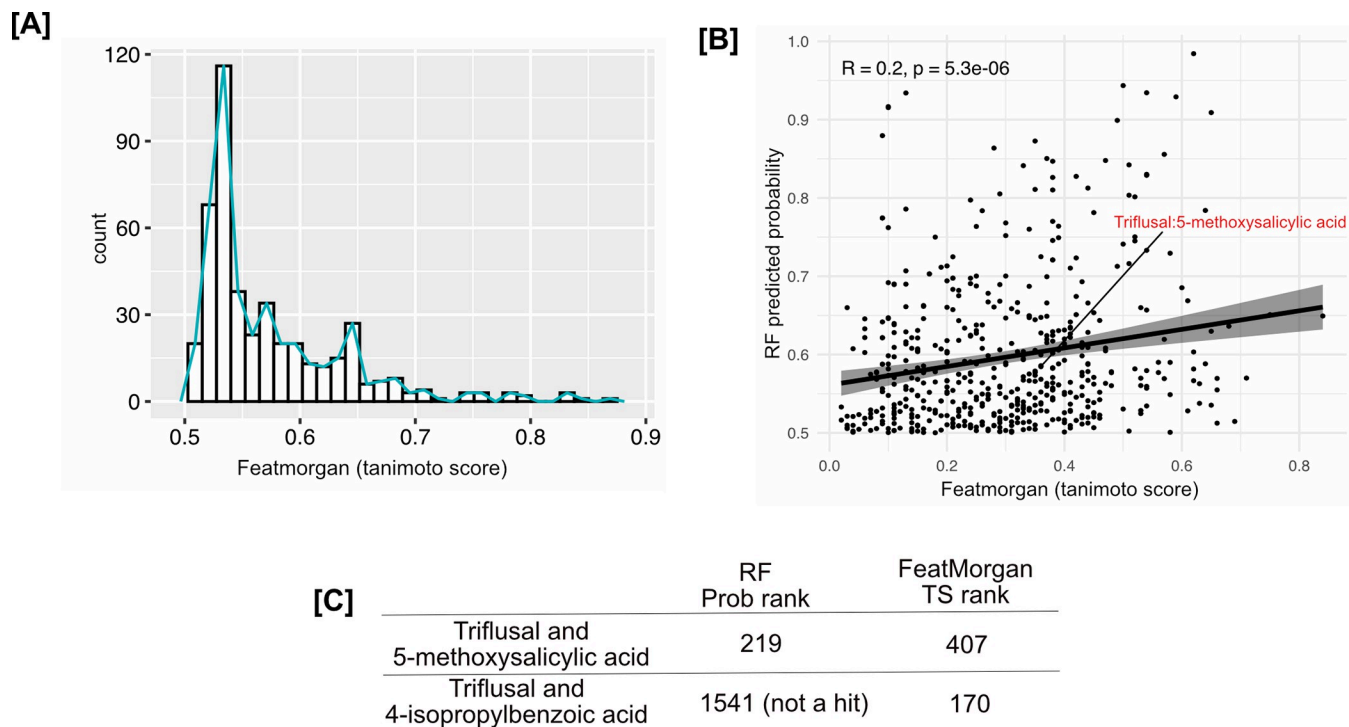 [A]
120
90
60
30
0
count
0.5 0.6 0.7 0.8 0.9
Featmorgan (tanimoto score)
[B]
1.0
0.9
0.8
0.7
0.6
0.5
RF predicted probability
R = 0.2, p = 5.3e-06
Triflusal:5-methoxysalicylic acid
0.0 0.2 0.4 0.6 0.8
Featmorgan (tanimoto score)
[C]
RF FeatMorgan
Prob rank TS rank
Triflusal and
5-methoxysalicylic acid 219 407
Triflusal and
4-isopropylbenzoic acid 1541 (not a hit) 170